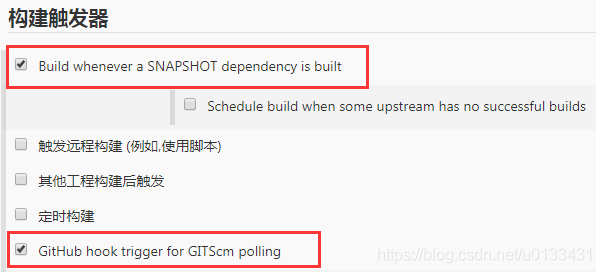 构建触发器
Build whenever a SNAPSHOT dependency is built
Schedule build when some upstream has no successful builds
触发远程构建 (例如,使用脚本)
其他工程构建后触发
定时构建
GitHub hook trigger for GITScm polling
https://blog.csdn.net/u0133431